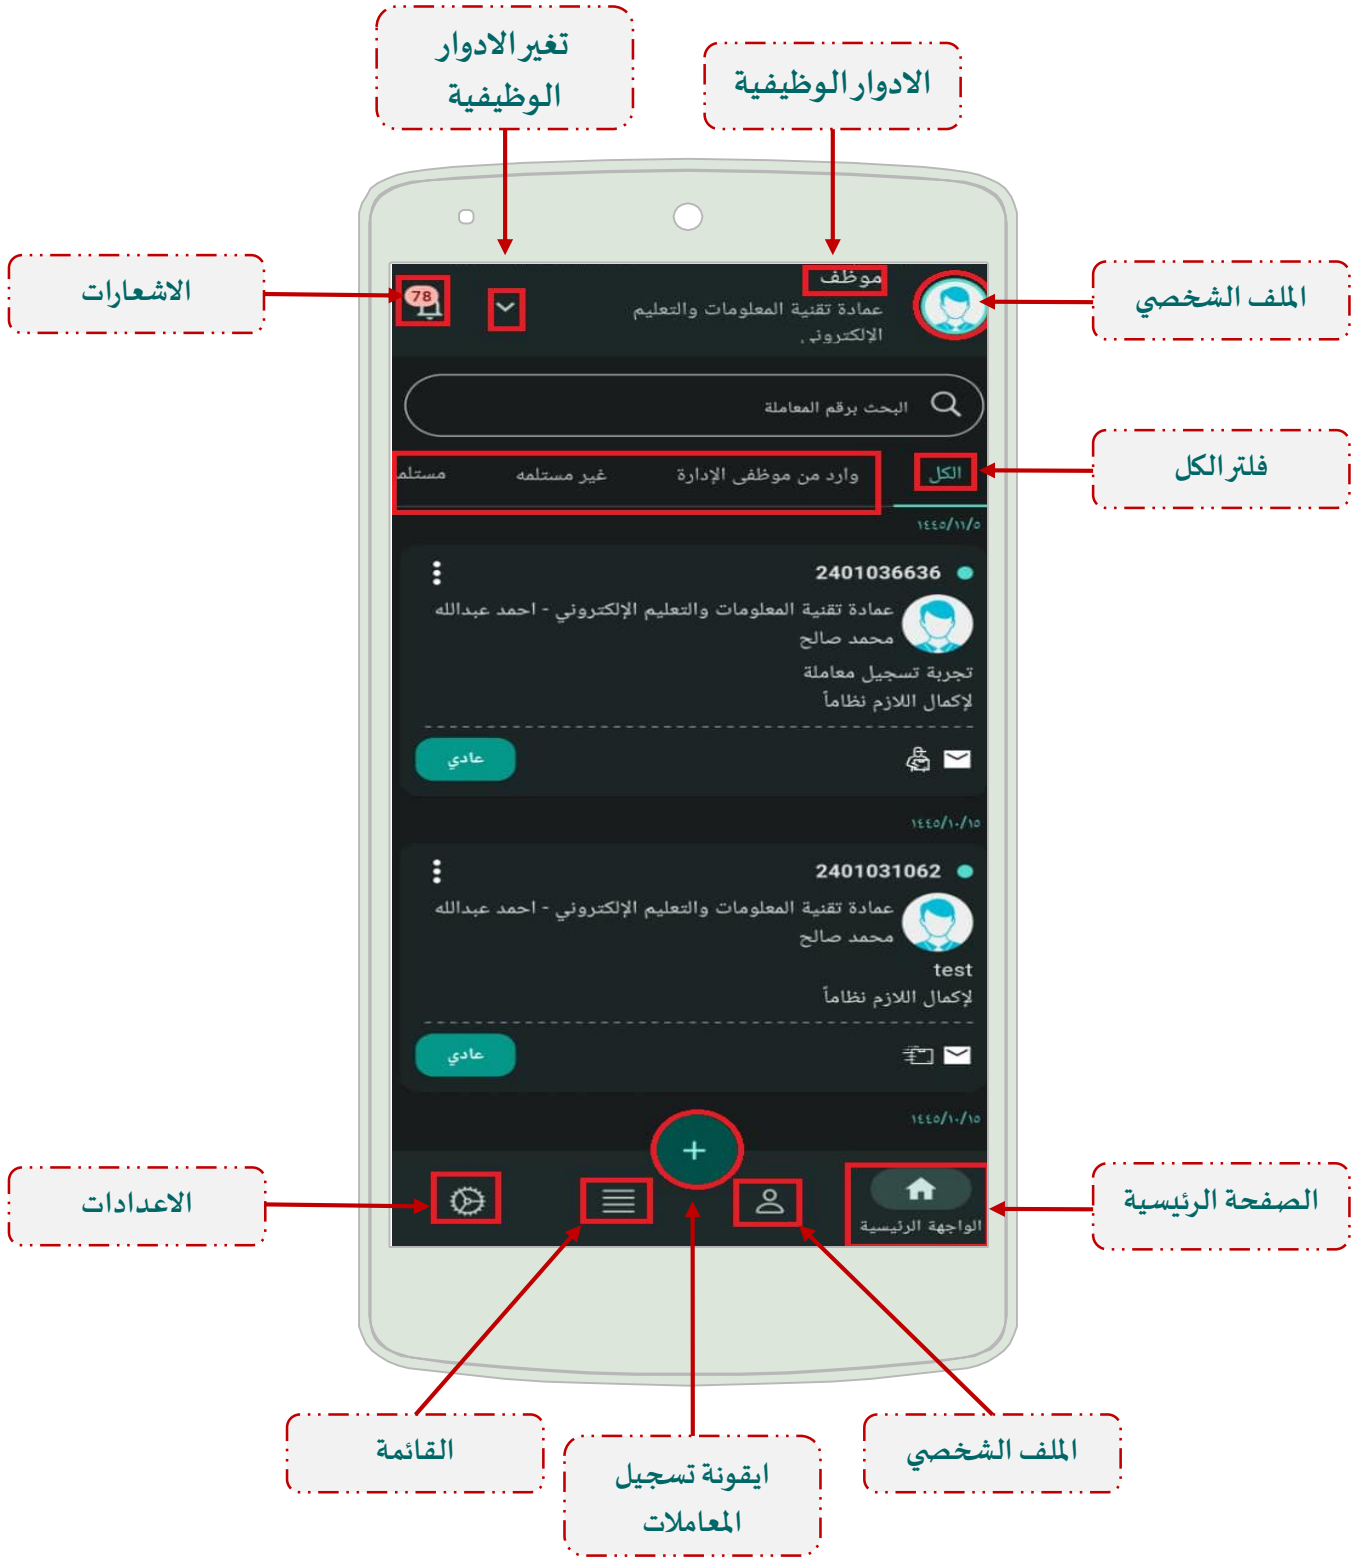 تغير الادوار
الوظيفية
الادوار الوظيفية
الاشعارات
الملف الشخصي
78
موظف
عمادة تقنية المعلومات والتعليم
البحث برقم المعاملة
فلتر الكل
الكل
وارد من موظفى الإدارة
غير مستلمه
مستلم
١٤٤٥/١١/٥
2401036636
عمادة تقنية المعلومات والتعليم الإلكتروني - احمد عبدالله
محمد صالح
تجربة تسجيل معاملة
لإكمال اللازم نظاماً
عادي
١٤٤٥/١٠/١٥
2401031062
عمادة تقنية المعلومات والتعليم الإلكتروني - احمد عبدالله
محمد صالح
test
لإكمال اللازم نظاماً
عادي
١٤٤٥/١٠/١٥
+
الاعدادات
الصفحة الرئيسية
الواجهة الرئيسية
القائمة
ايقونة تسجيل
المعاملات
الملف الشخصي